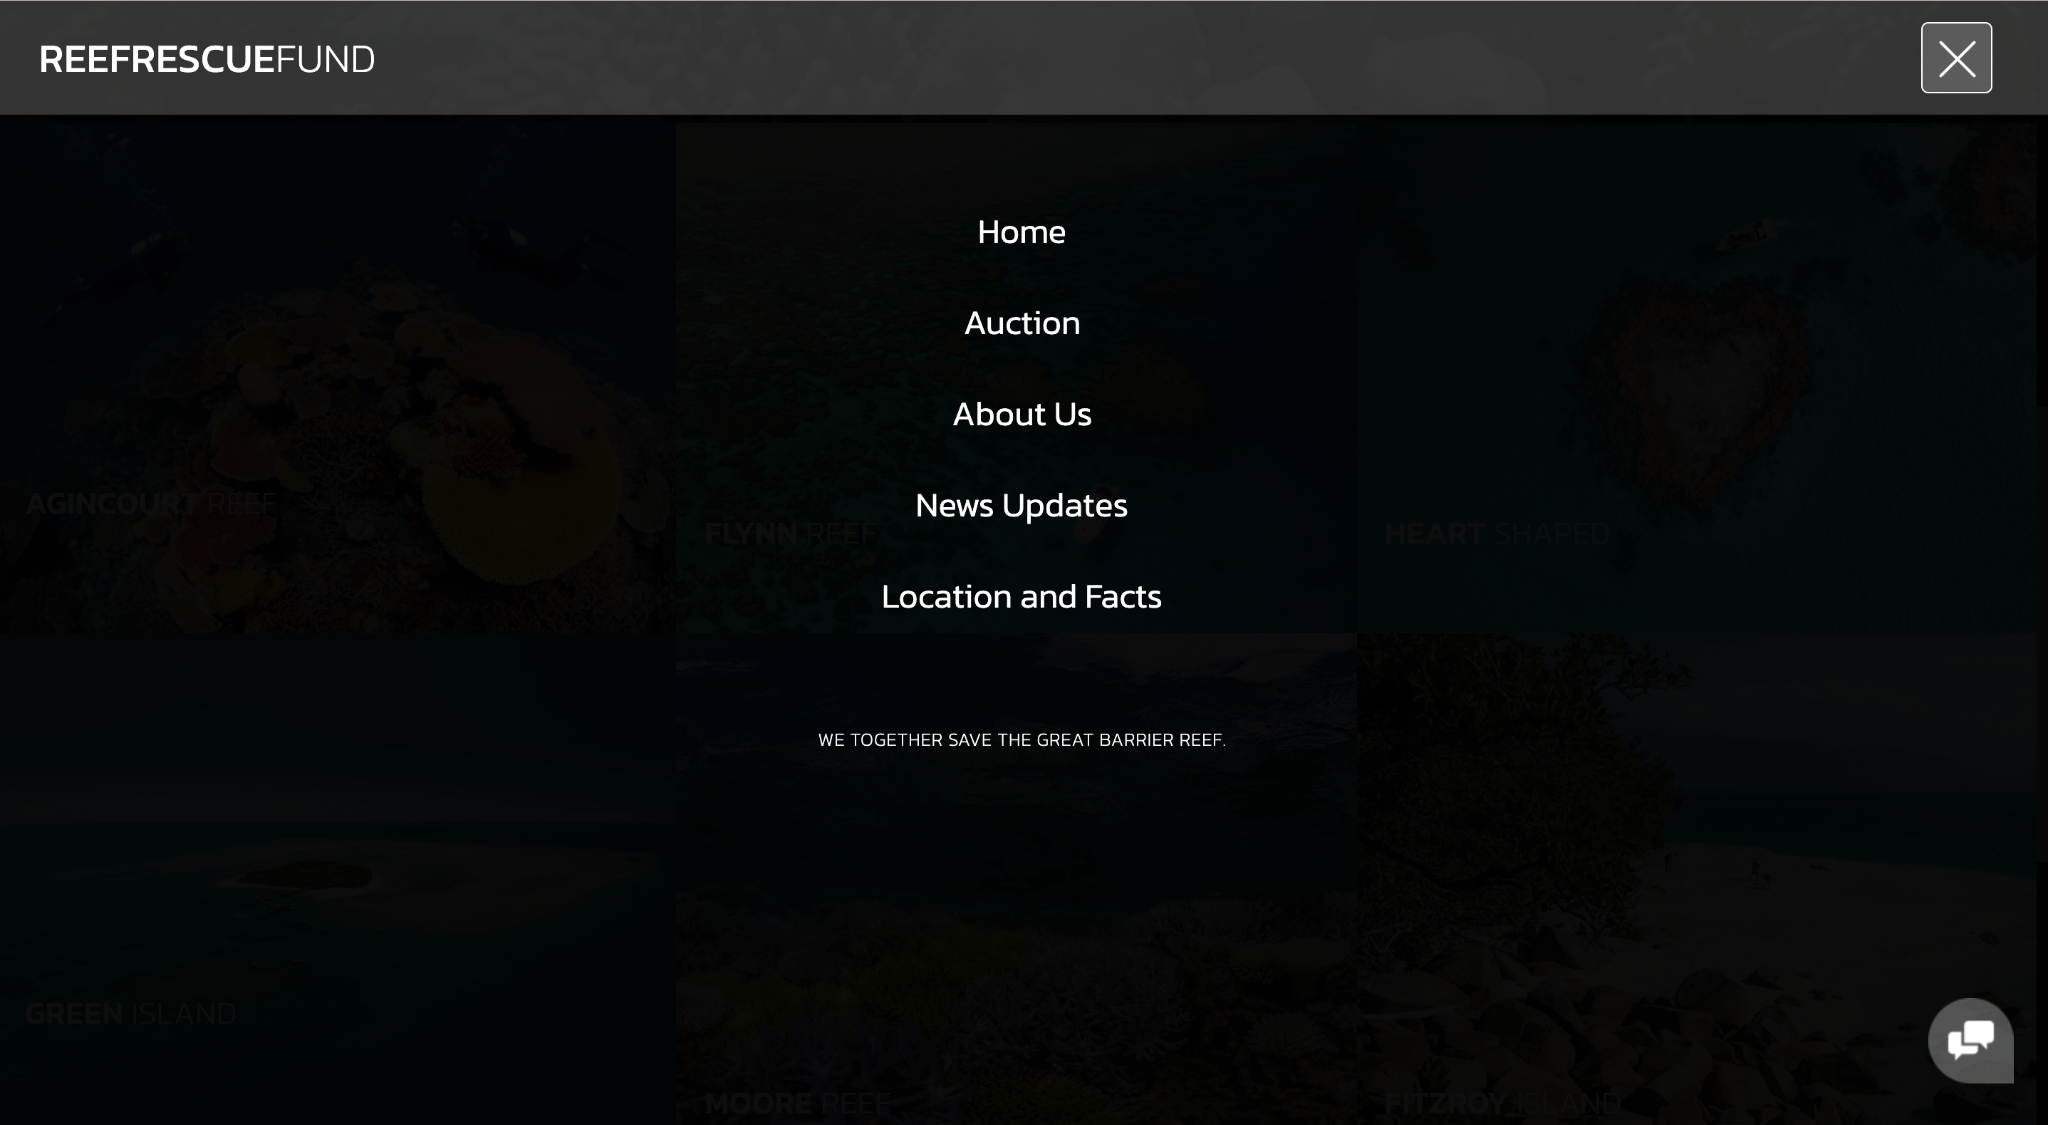 REEFRESCUEFUND
Home
Auction
About Us
News Updates
Location and Facts
AGINCOURT REEF
FLYNN REEF
HEART SHAPED
WE TOGETHER SAVE THE GREAT BARRIER REEF.
GREEN ISLAND
MOORE REEF
FITZROY ISLAND